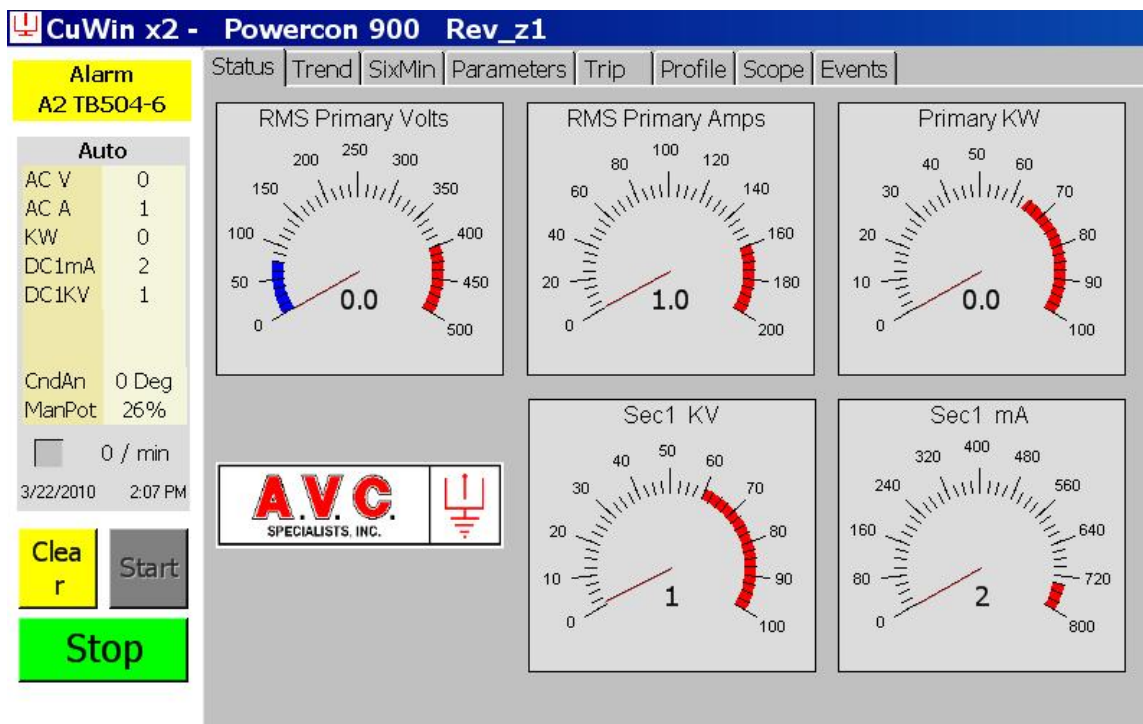 CuWin x2 - Powercon 900 Rev_z1
Alarm
A2 TB504-6
Auto
AC V 0
AC A 1
KW 0
DC1mA 2
DC1KV 1
CndAn 0 Deg
ManPot 26%
0 / min
3/22/2010 2:07 PM
Clea
r
Start
Stop
Status Trend SixMin Parameters Trip Profile Scope Events
RMS Primary Volts
0 50 100 150 200 250 300 350 400 450 500
0.0
RMS Primary Amps
0 20 40 60 80 100 120 140 160 180 200
1.0
Primary KW
0 10 20 30 40 50 60 70 80 90 100
0.0
A.V.C.
SPECIALISTS, INC.
Sec1 KV
0 10 20 30 40 50 60 70 80 90 100
1
Sec1 mA
0 80 160 240 320 400 480 560 640 720 800
2